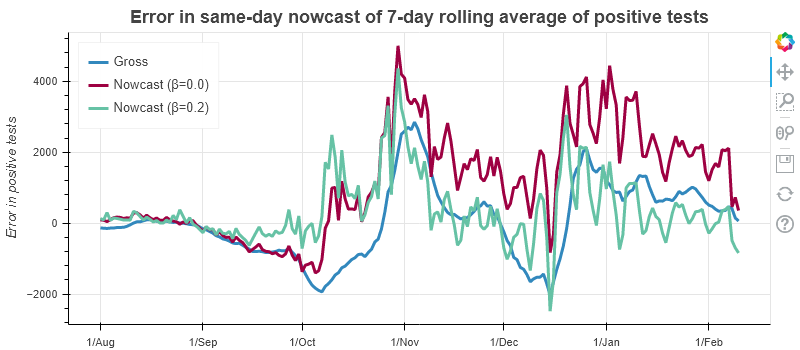 Error in same-day nowcast of 7-day rolling average of positive tests
Gross
Nowcast (β=0.0)
Nowcast (β=0.2)
Error in positive tests
4000
2000
0
−2000
1/Aug 1/Sep 1/Oct 1/Nov 1/Dec 1/Jan 1/Feb